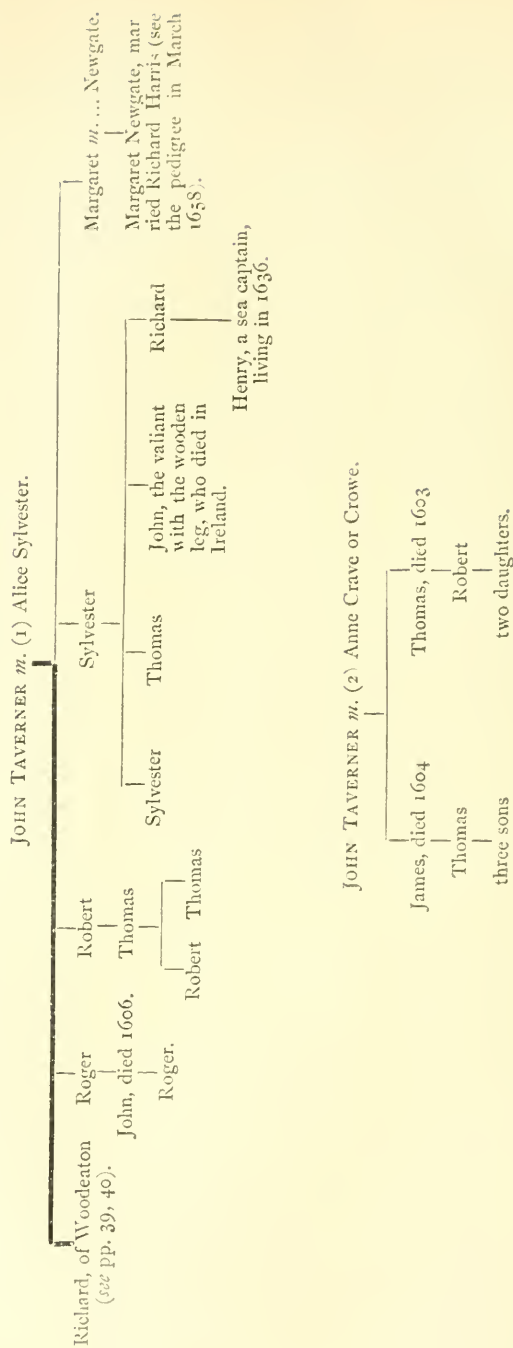 JOHN TAVERNER m. (1) Alice Sylvester.
Richard, of Woodeaton
(see pp. 39, 40).
Roger
John, died 1606.
Roger.
Robert
Thomas
Robert
Thomas
Sylvester
Sylvester
Thomas
John, the valiant
with the wooden
leg, who died in
Ireland.
Richard
Henry, a sea captain,
living in 1636.
Margaret m. ... Newgate.
Margaret Newgate, mar
ried Richard Harris (see
the pedigree in March
1658).
JOHN TAVERNER m. (2) Anne Crave or Crowe.
James, died 1604
Thomas
three sons
Thomas, died 1603
Robert
two daughters.